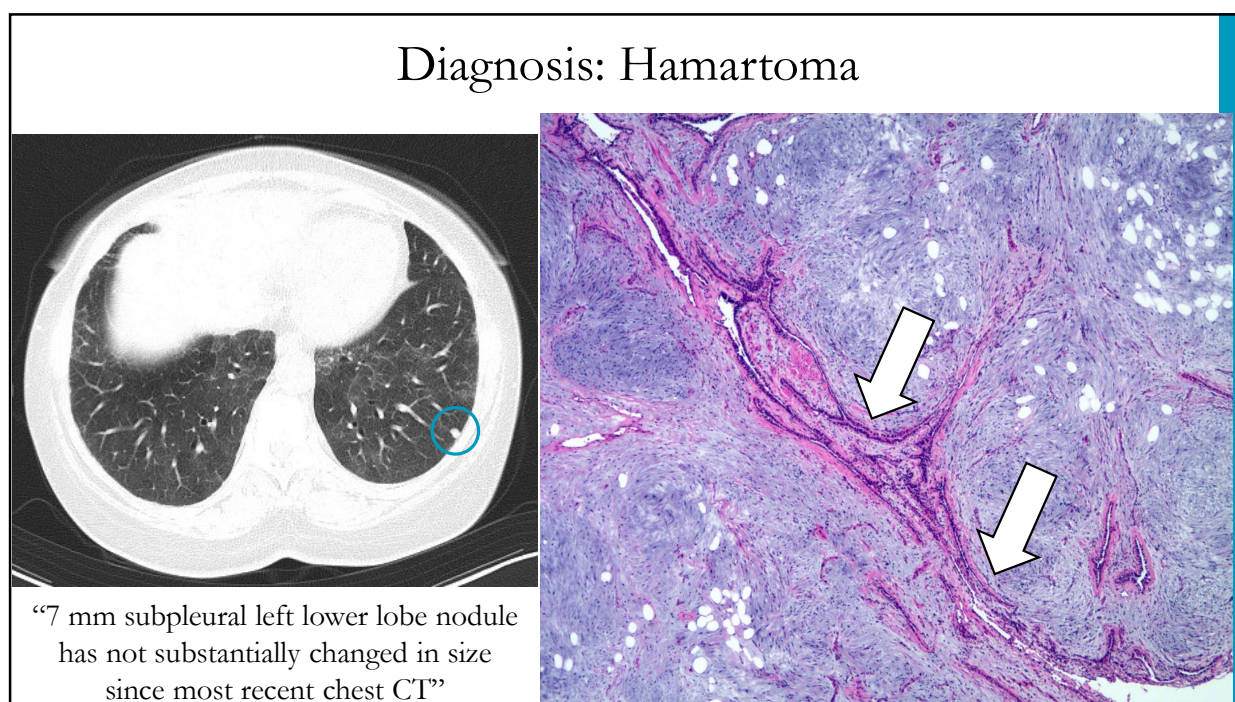 Diagnosis: Hamartoma
“7 mm subpleural left lower lobe nodule
has not substantially changed in size
since most recent chest CT”